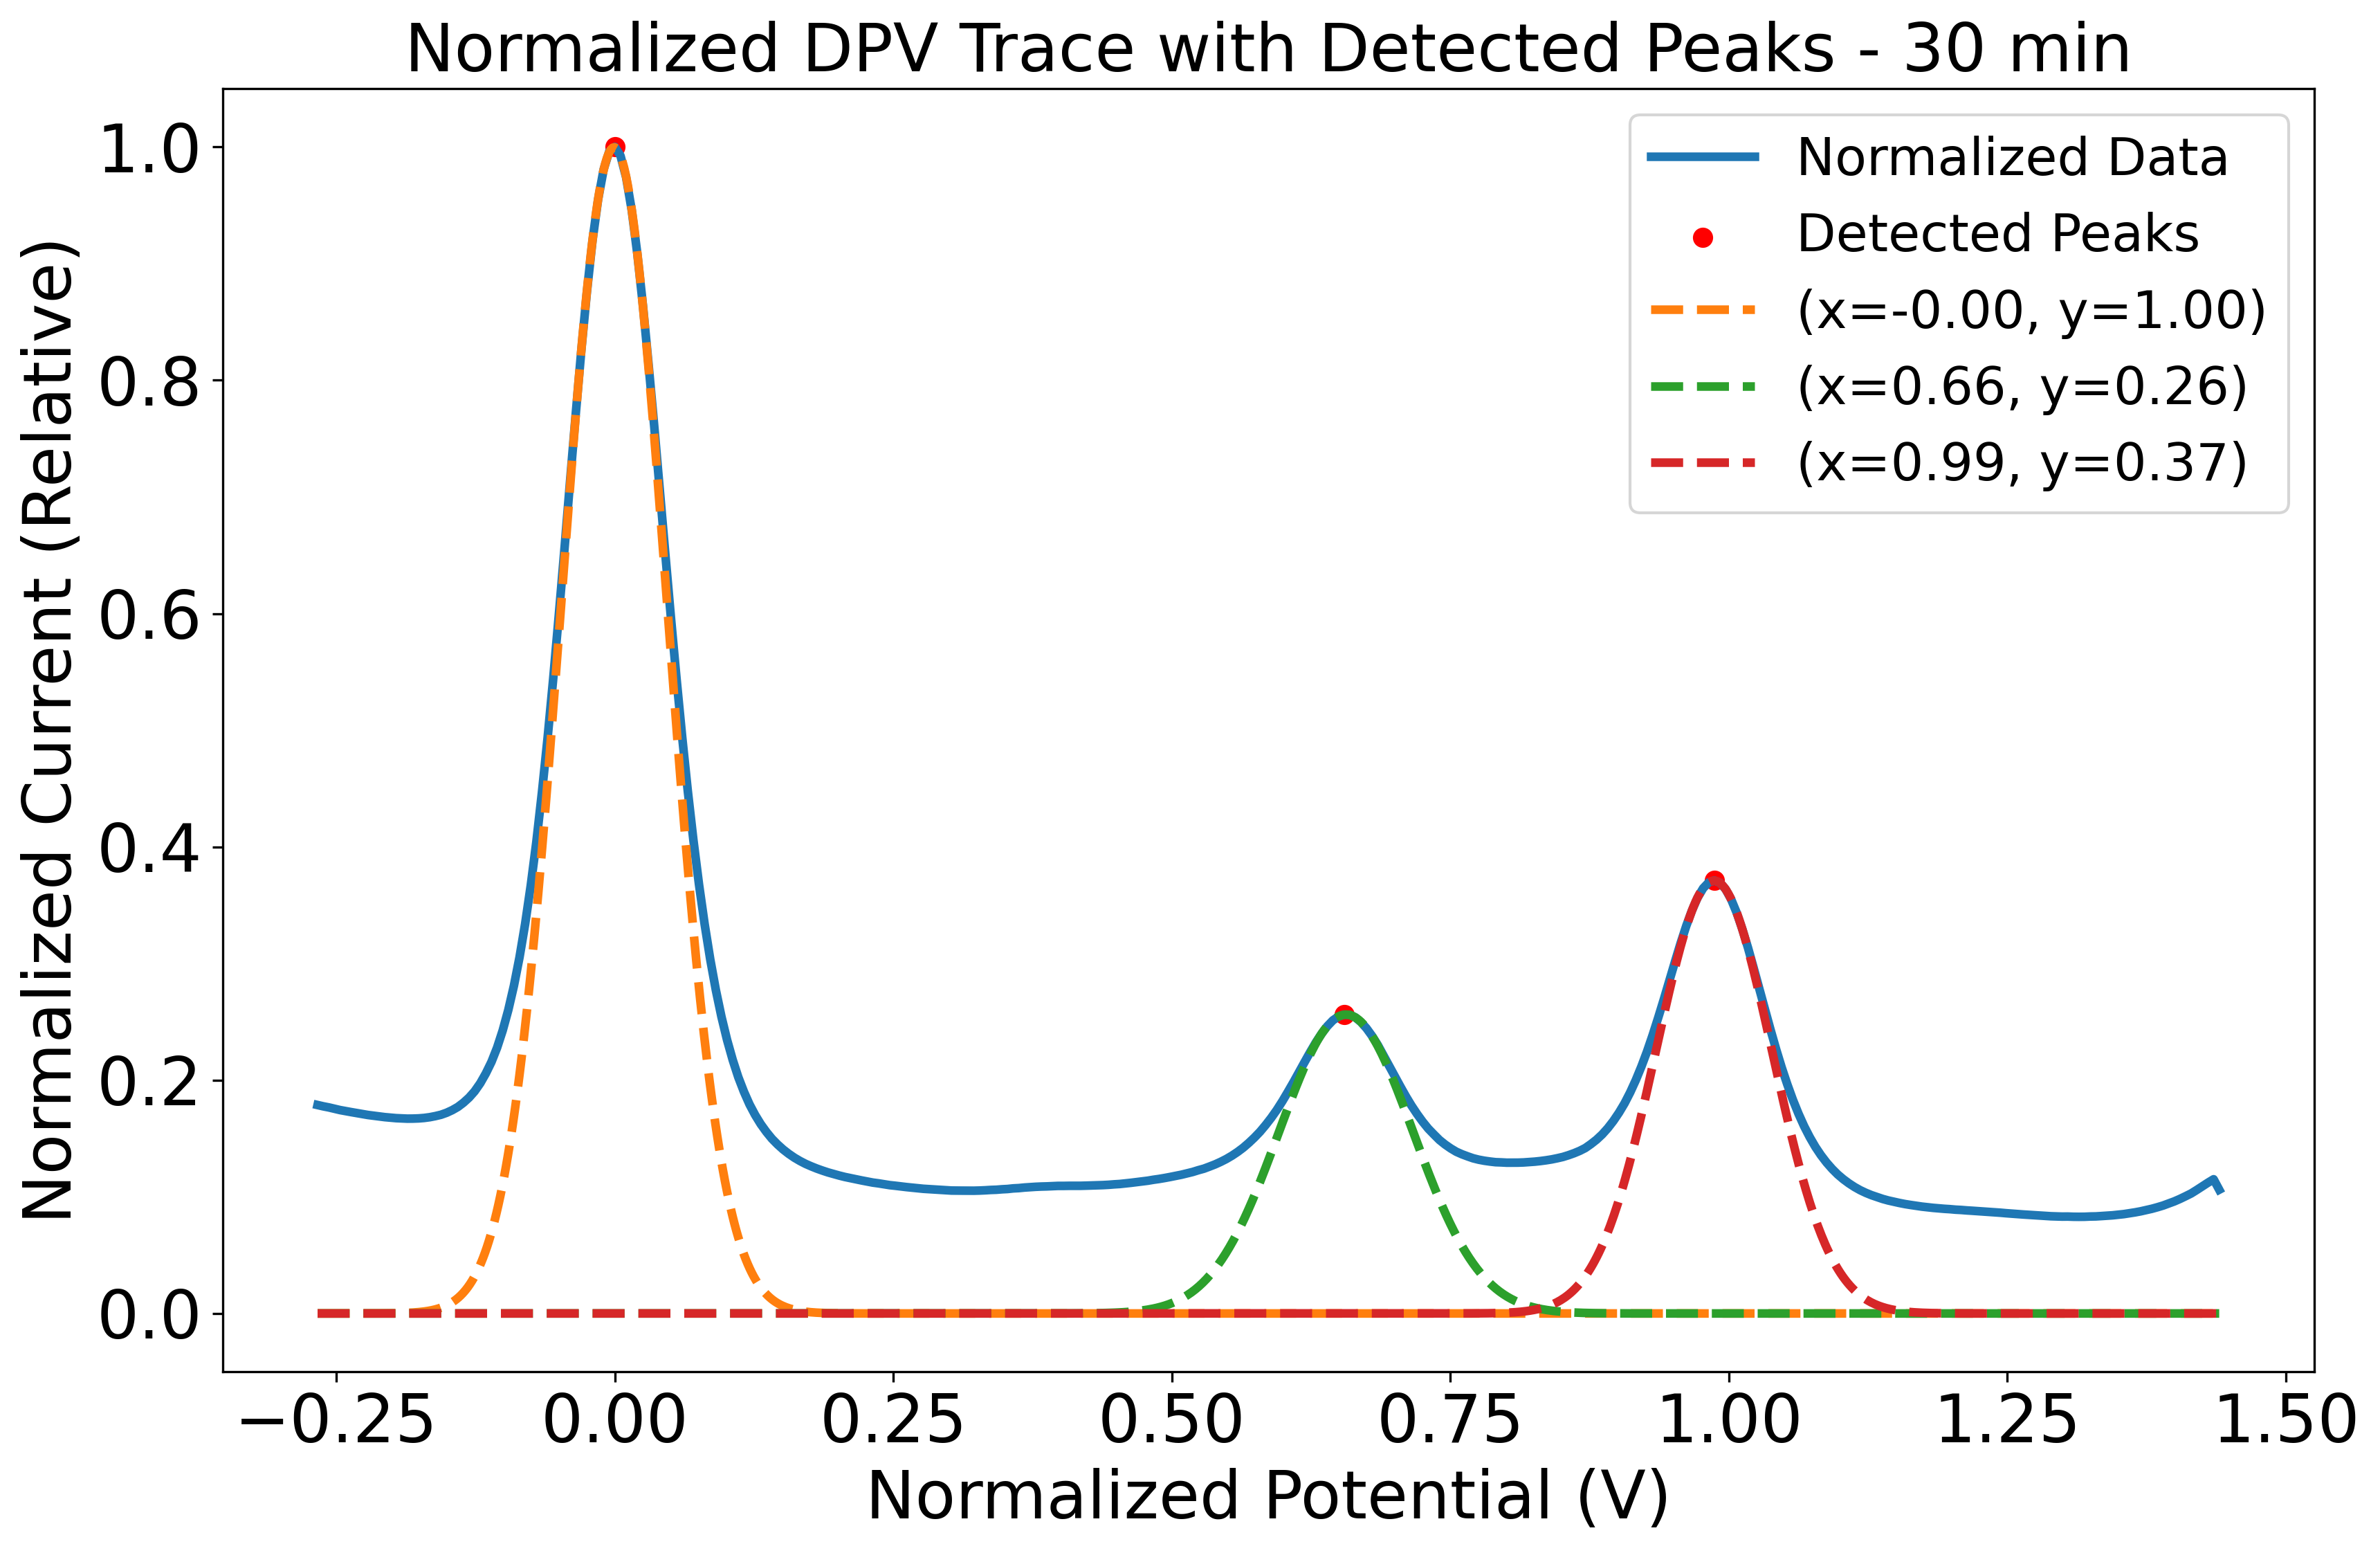 Normalized DPV Trace with Detected Peaks - 30 min
Normalized Data
Detected Peaks
(x=-0.00, y=1.00)
(x=0.66, y=0.26)
(x=0.99, y=0.37)
Normalized Current (Relative)
1.0
0.8
0.6
0.4
0.2
0.0
−0.25 0.00 0.25 0.50 0.75 1.00 1.25 1.50
Normalized Potential (V)